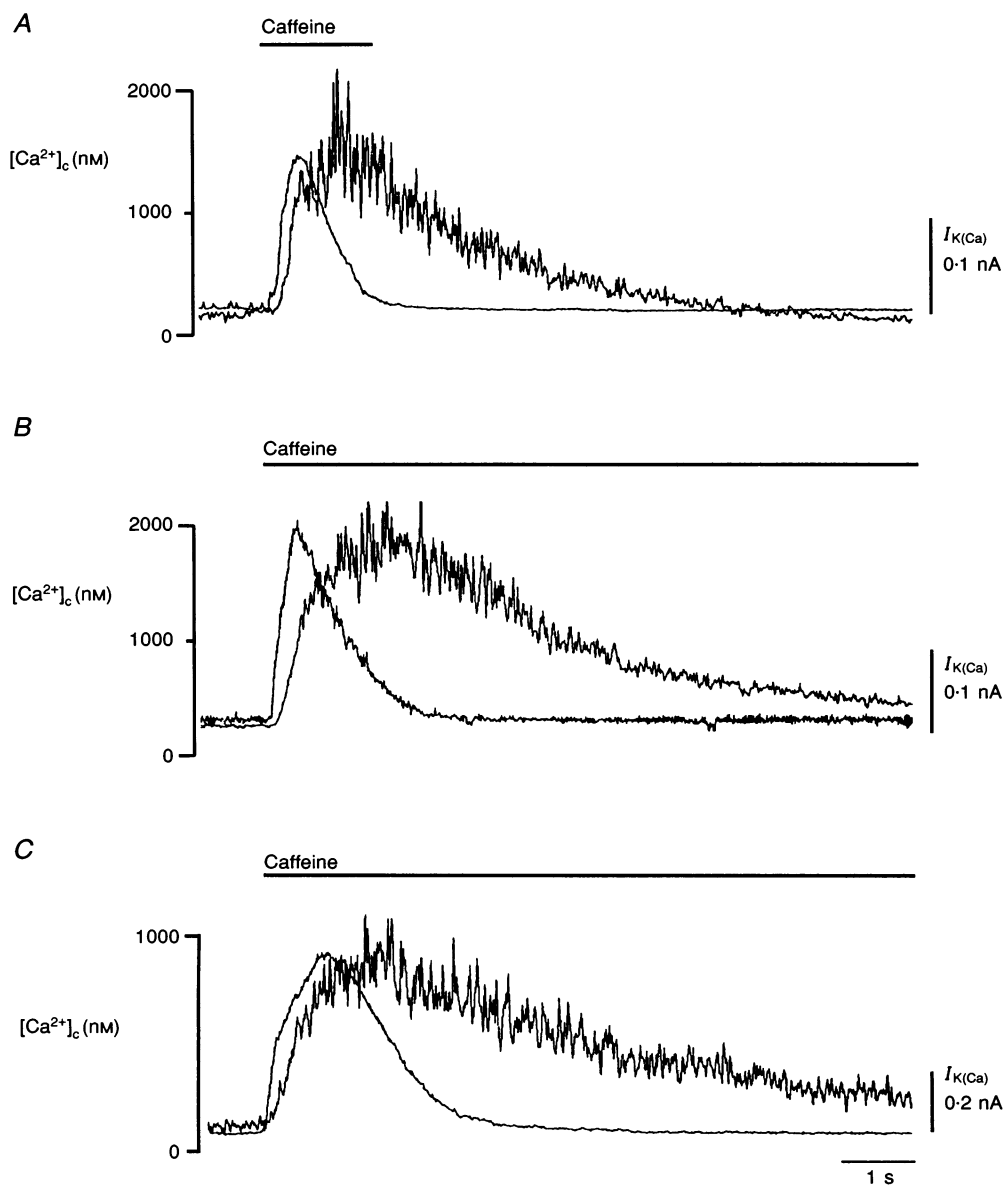 A
Caffeine
2000
[Ca²⁺]c (nM)
1000
0
IK(Ca)
0·1 nA
B
Caffeine
2000
[Ca²⁺]c (nM)
1000
0
IK(Ca)
0·1 nA
C
Caffeine
1000
[Ca²⁺]c (nM)
0
IK(Ca)
0·2 nA
1 s